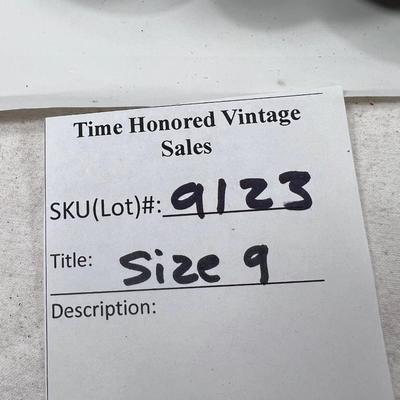 Time Honored Vintage
Sales
SKU(Lot)#: 9123
Title: Size 9
Description: